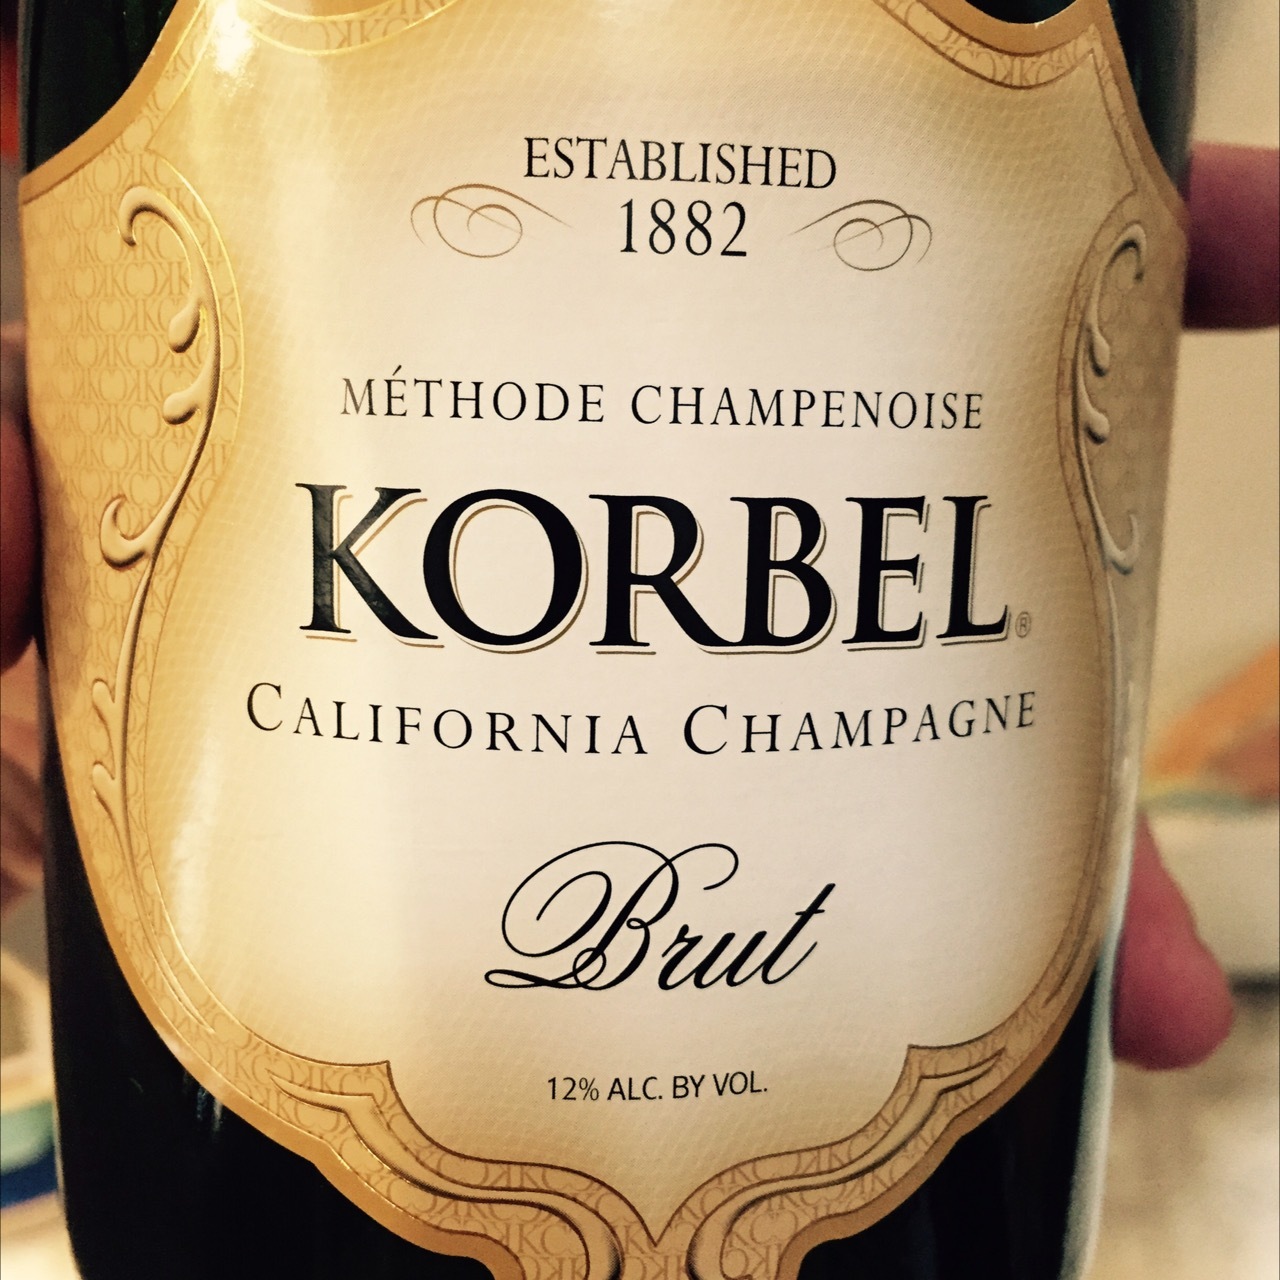 ESTABLISHED
1882
MÉTHODE CHAMPENOISE
KORBEL®
CALIFORNIA CHAMPAGNE
Brut
12% ALC. BY VOL.